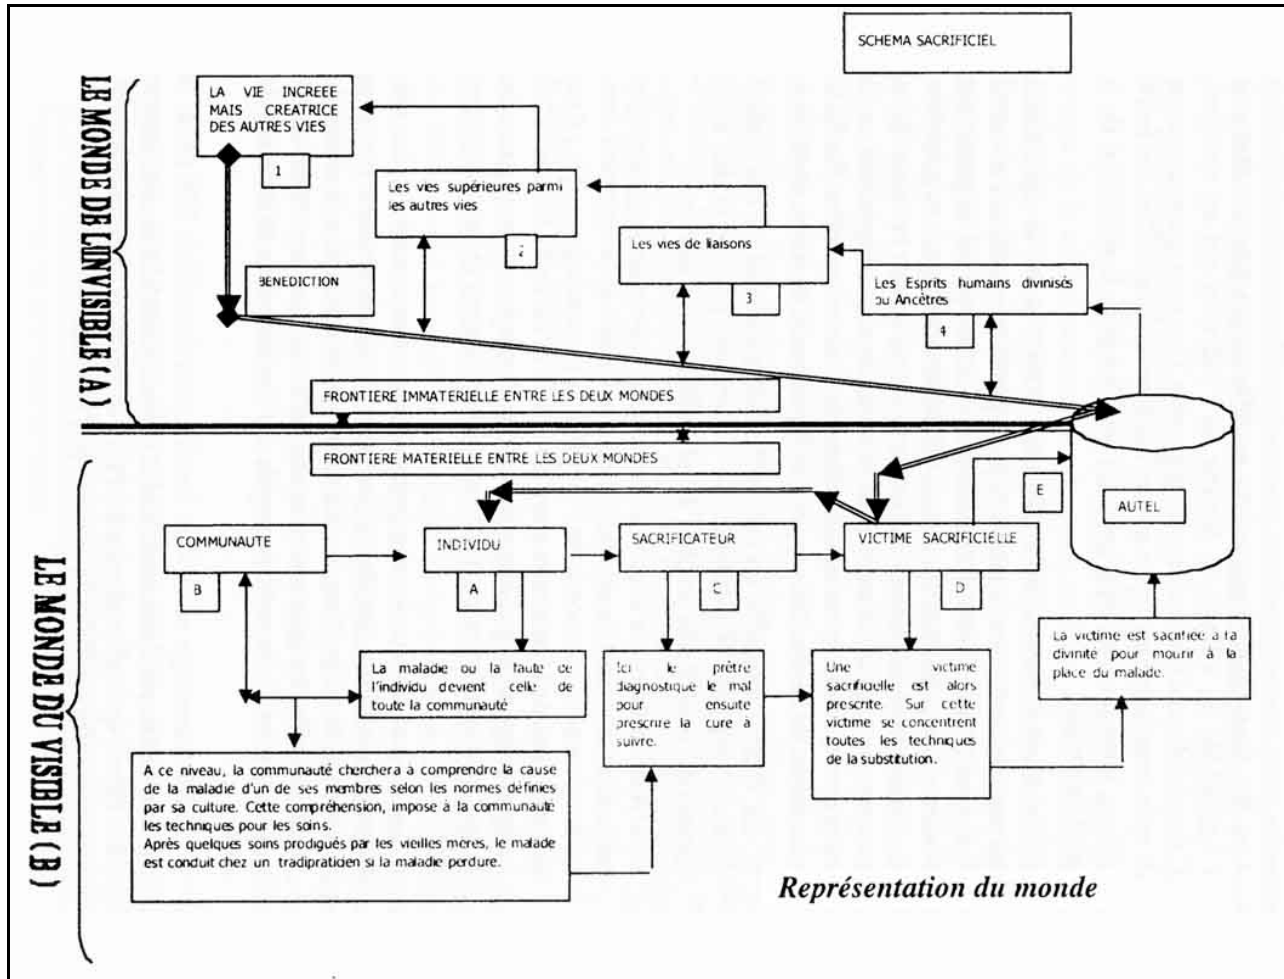 SCHEMA SACRIFICIEL
LE MONDE DE L'INVISIBLE (A)
LA VIE INCREEE
MAIS CREATRICE
DES AUTRES VIES
1
Les vies supérieures parmi
les autres vies
2
Les vies de liaisons
3
Les Esprits humains divinisés
ou Ancètres
4
BENEDICTION
FRONTIERE IMMATERIELLE ENTRE LES DEUX MONDES
FRONTIERE MATERIELLE ENTRE LES DEUX MONDES
LE MONDE DU VISIBLE (B)
COMMUNAUTE
B
INDIVIDU
A
SACRIFICATEUR
C
VICTIME SACRIFICIELLE
D
E
AUTEL
La maladie ou la faute de
l'individu devient celle de
toute la communauté
Ici le prêtre
diagnostique le mal
pour ensuite
prescrire la cure à
suivre.
Une victime
sacrificielle est alors
prescrite. Sur cette
victime se concentrent
toutes les techniques
de la substitution.
La victime est sacrifiée à la
divinité pour mourir à la
place du malade.
A ce niveau, la communauté cherchera à comprendre la cause
de la maladie d'un de ses membres selon les normes définies
par sa culture. Cette compréhension, impose à la communauté
les techniques pour les soins.
Après quelques soins prodigués par les vieilles mères, le malade
est conduit chez un tradipraticien si la maladie perdure.
Représentation du monde